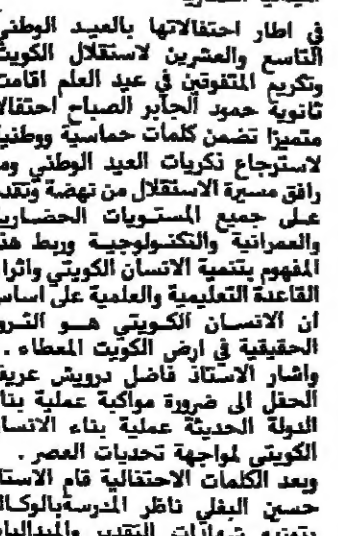 في اطار احتفالاتها بالعيد الوطني
التاسع والعشرين لاستقلال الكويت
وتكريم المتفوقين في عيد العلم اقامت
ثانوية حمود الجابر الصباح احتفالا
متميزا تضمن كلمات حماسية ووطنية
لاسترجاع ذكريات العيد الوطني وما
رافق مسيرة الاستقلال من نهضة وتقدم
على جميع المستويات الحضارية
والعمرانية والتكنولوجية وربط هذا
المفهوم بتنمية الانسان الكويتي واثراء
القاعدة التعليمية والعلمية على اساس
ان الانسان الكويتي هو الثروة
الحقيقية في ارض الكويت المعطاء .
واشار الاستاذ فاضل درويش عريف
الحفل الى ضرورة مواكبة عملية بناء
الدولة الحديثة عملية بناء الانسان
الكويتي لمواجهة تحديات العصر .
وبعد الكلمات الاحتفالية قام الاستاذ
حسين البغلي ناظر المدرسة بالوكالة
بتوزيع شهادات التقدير والميداليات